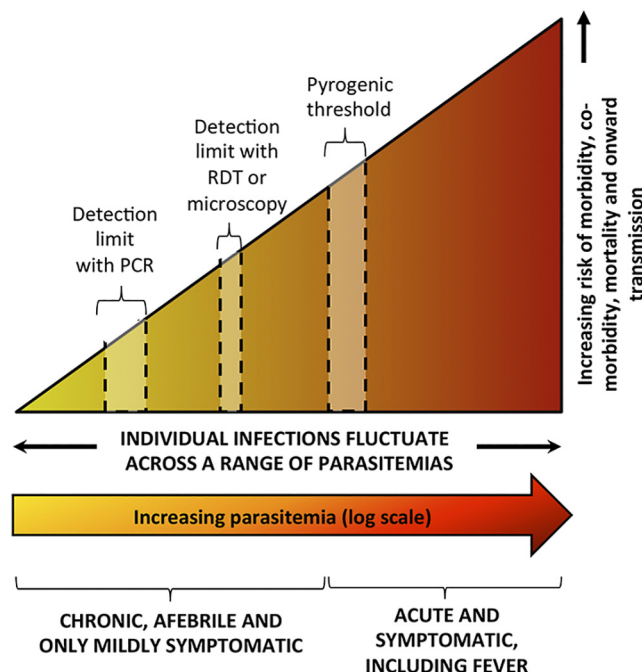 Pyrogenic
threshold
Detection
limit with
RDT or
microscopy
Detection
limit
with PCR
Increasing risk of morbidity, co-
morbidity, mortality and onward
transmission
INDIVIDUAL INFECTIONS FLUCTUATE
ACROSS A RANGE OF PARASITEMIAS
Increasing parasitemia (log scale)
CHRONIC, AFEBRILE AND
ONLY MILDLY SYMPTOMATIC
ACUTE AND
SYMPTOMATIC,
INCLUDING FEVER